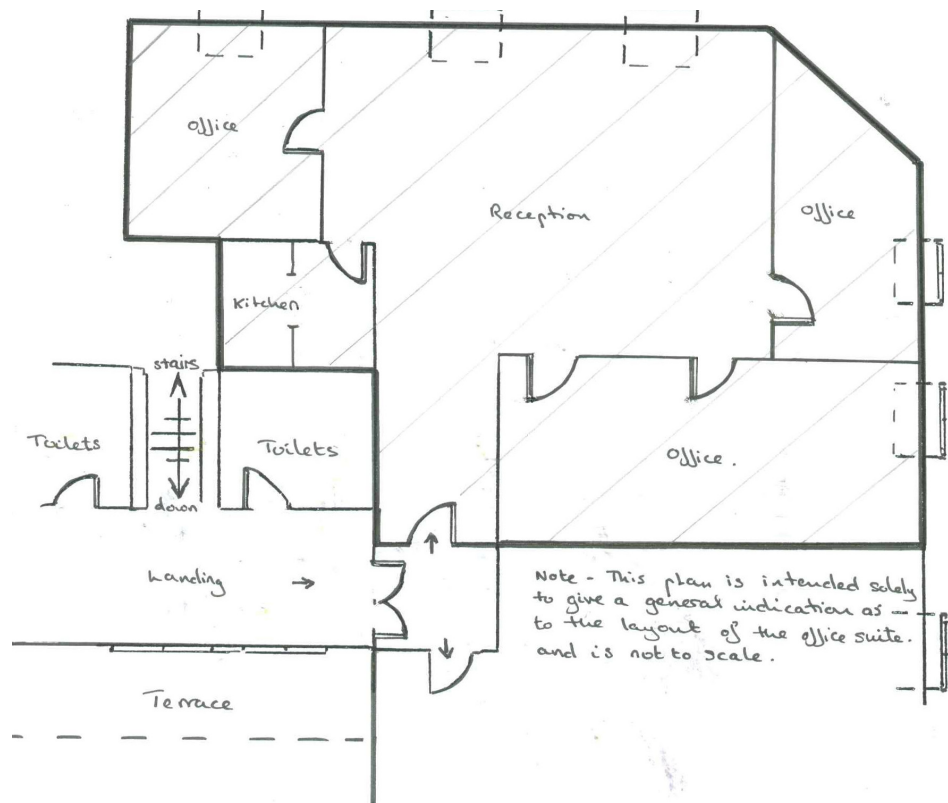 Office
Reception
Office
Kitchen
stairs
Toilets
Toilets
Office.
down
Landing
Note - This plan is intended solely
to give a general indication as
to the layout of the office suite.
and is not to scale.
Terrace